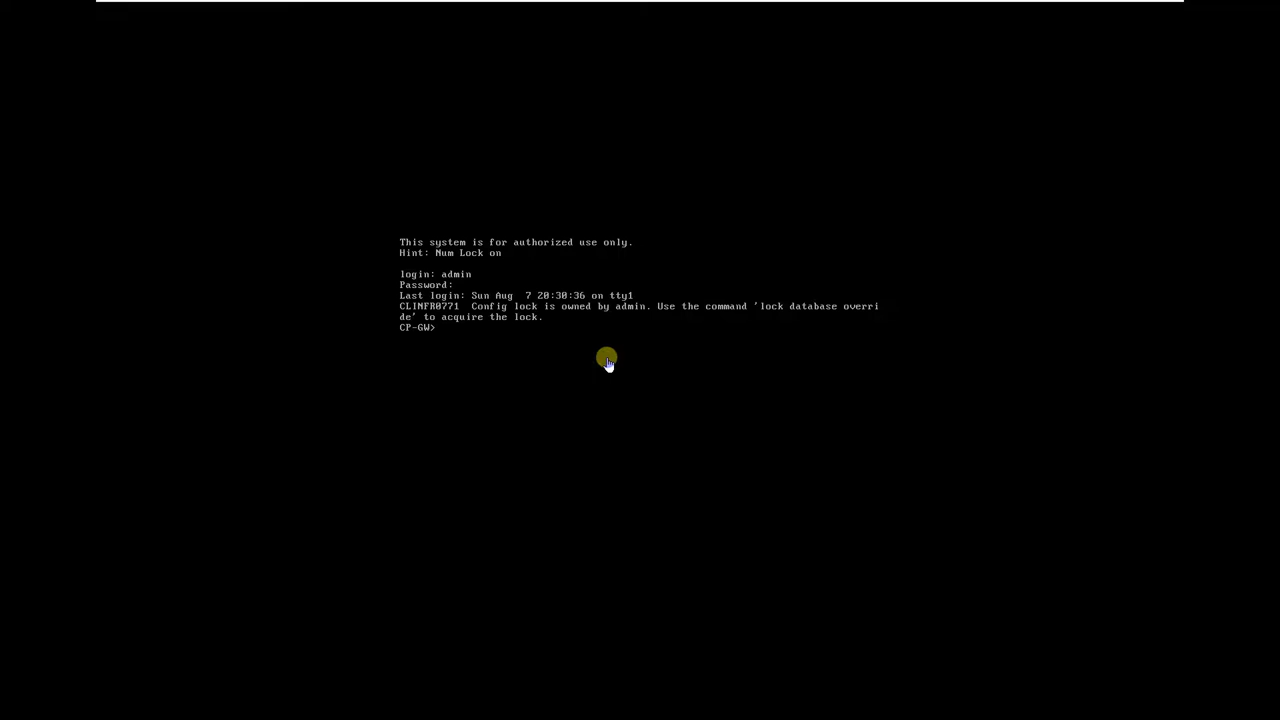 This system is for authorized use only.
Hint: Num Lock on
login: admin
Password:
Last login: Sun Aug  7 20:30:36 on tty1
CLINFR0771  Config lock is owned by admin. Use the command 'lock database overri
de' to acquire the lock.
CP-GW>